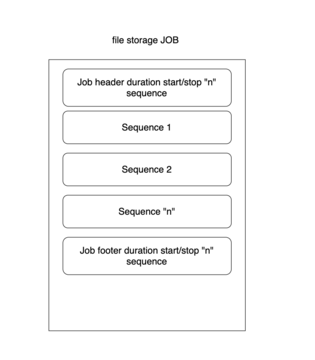 file storage JOB
Job header duration start/stop "n"
sequence
Sequence 1
Sequence 2
Sequence "n"
Job footer duration start/stop "n"
sequence